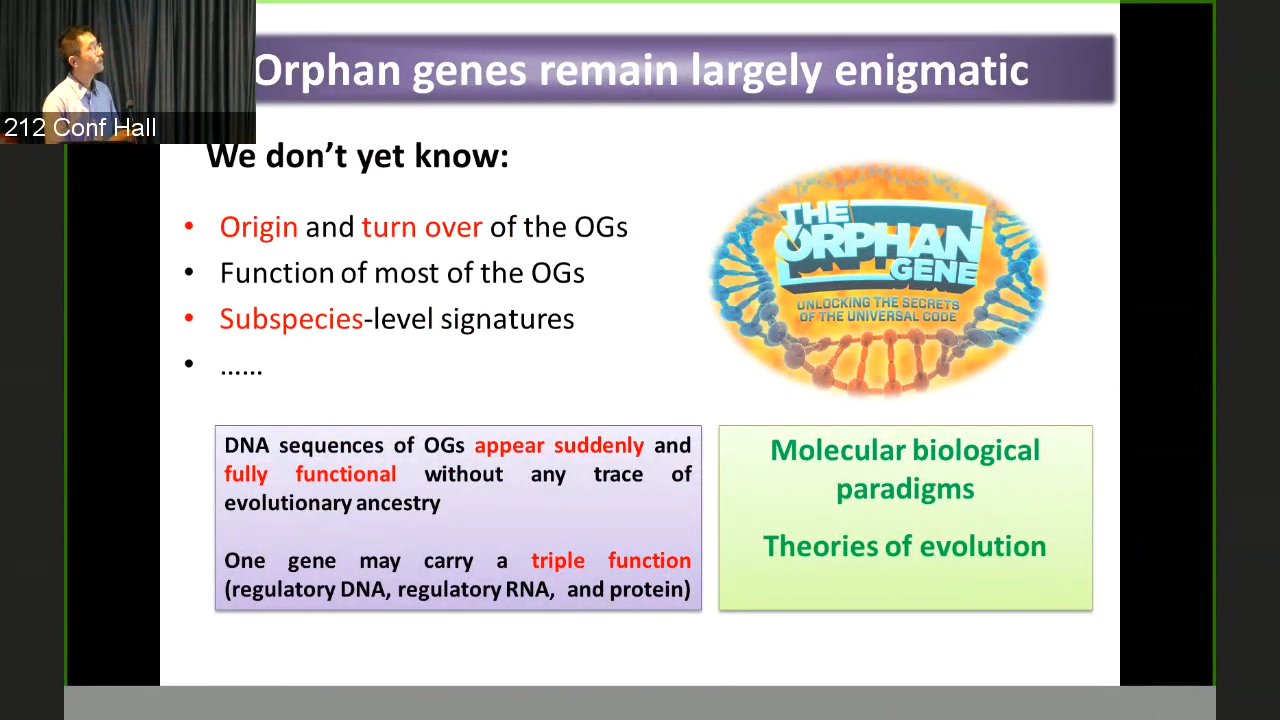 Orphan genes remain largely enigmatic
212 Conf Hall
We don’t yet know:
• Origin and turn over of the OGs
• Function of most of the OGs
• Subspecies-level signatures
• ......
THE
ORPHAN
GENE
UNLOCKING THE SECRETS
OF THE UNIVERSAL CODE
DNA sequences of OGs appear suddenly and
fully functional without any trace of
evolutionary ancestry
One gene may carry a triple function
(regulatory DNA, regulatory RNA, and protein)
Molecular biological
paradigms
Theories of evolution